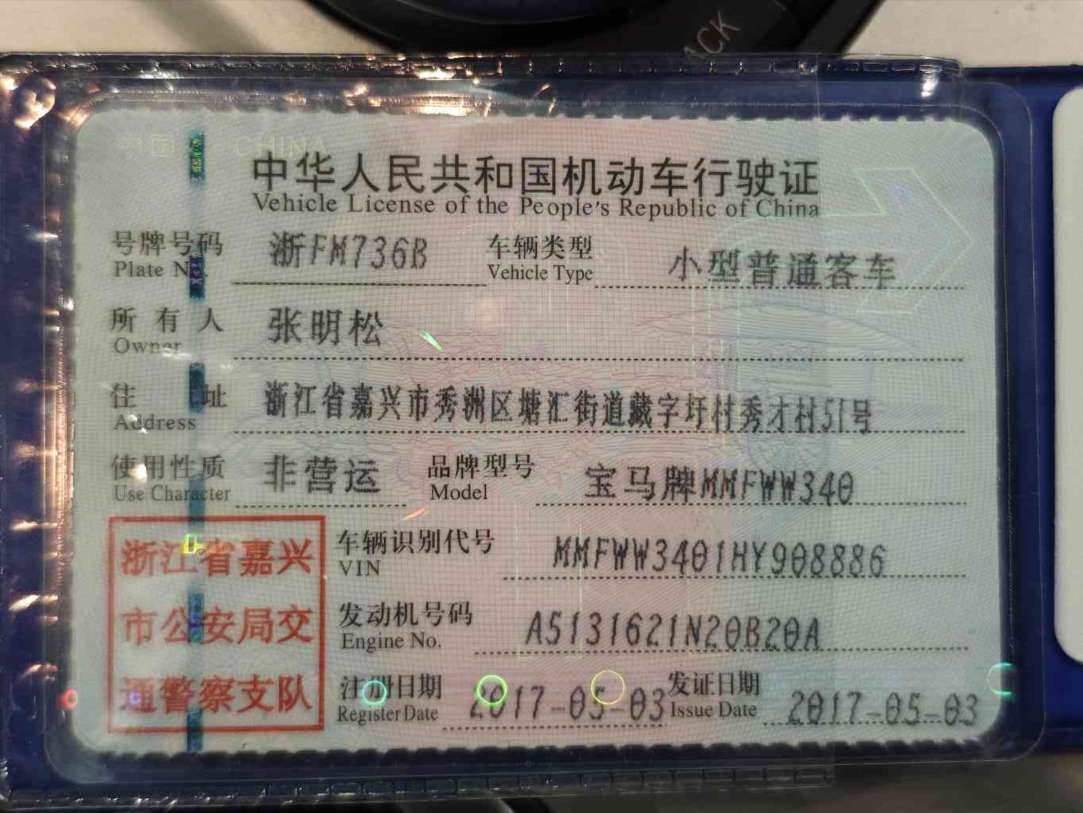 中华人民共和国机动车行驶证
Vehicle License of the People's Republic of China
号牌号码 浙FM736B 车辆类型 小型普通客车
Plate No. Vehicle Type
所有人 张明松
Owner
住址 浙江省嘉兴市秀洲区塘汇街道藏字圩村秀才村51号
Address
使用性质 非营运 品牌型号 宝马牌MMFWW340
Use Character Model
浙江省嘉兴
市公安局交
通警察支队
车辆识别代号 MMFWW3401HY908886
VIN
发动机号码 A5131621N20B20A
Engine No.
注册日期 2017-05-03 发证日期 2017-05-03
Register Date Issue Date